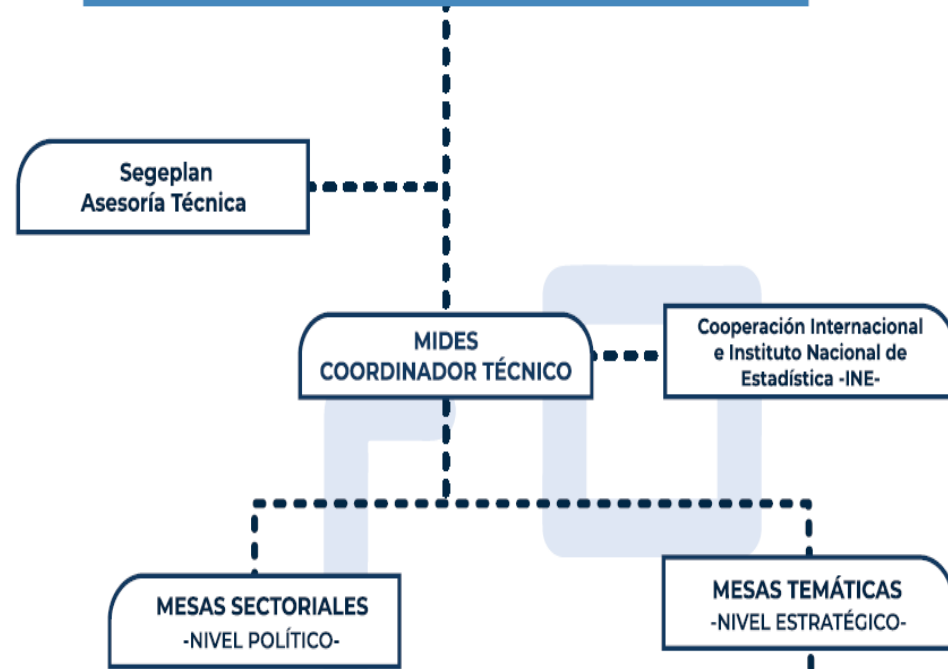 Segeplan
Asesoría Técnica
MIDES
COORDINADOR TÉCNICO
Cooperación Internacional
e Instituto Nacional de
Estadística -INE-
MESAS SECTORIALES
-NIVEL POLÍTICO-
MESAS TEMÁTICAS
-NIVEL ESTRATÉGICO-